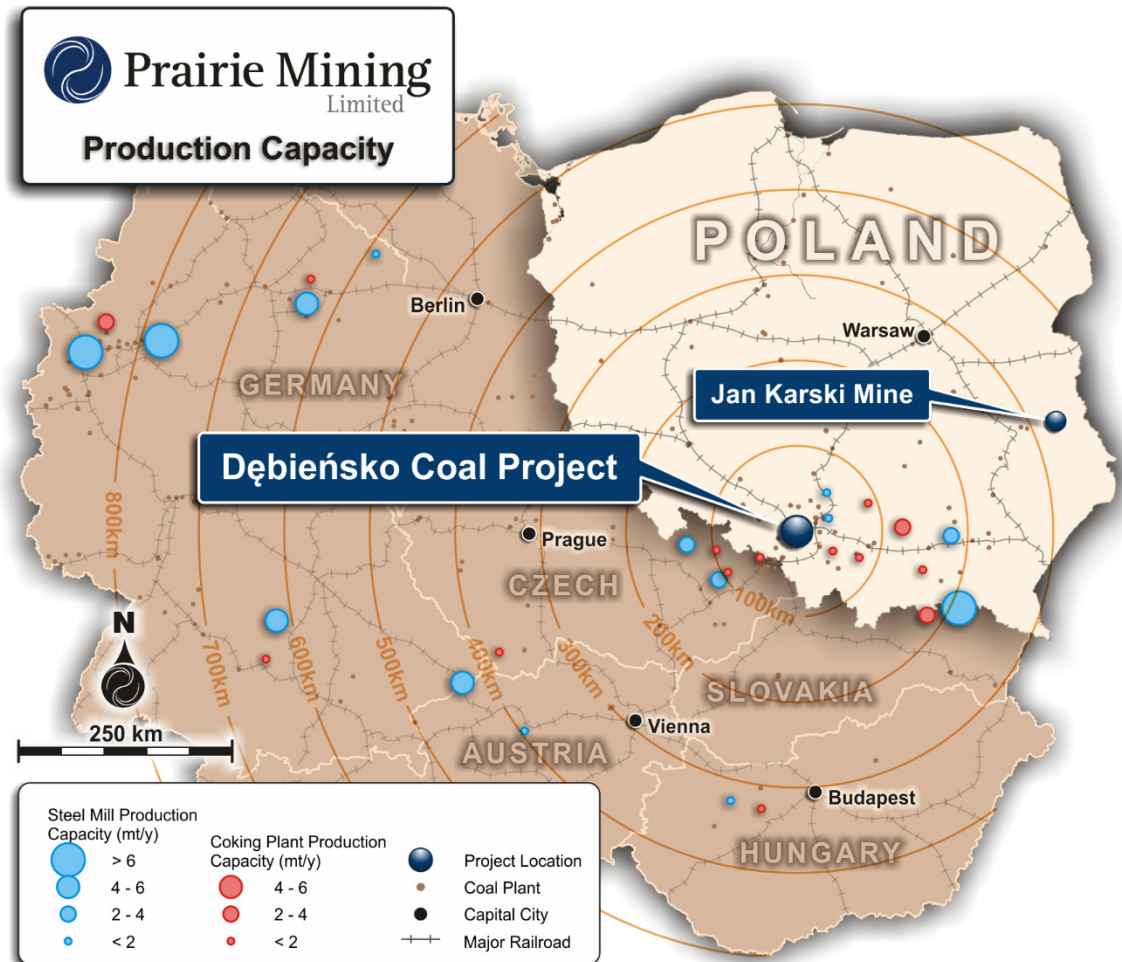 Prairie Mining
Limited
Production Capacity
POLAND
Berlin
Warsaw
GERMANY
Jan Karski Mine
Dębieńsko Coal Project
800km
Prague
CZECH
100km
N
700km
600km
500km
400km
300km
200km
SLOVAKIA
250 km
Vienna
AUSTRIA
Budapest
HUNGARY
Steel Mill Production
Capacity (mt/y)
> 6
4 - 6
2 - 4
< 2
Coking Plant Production
Capacity (mt/y)
4 - 6
2 - 4
< 2
Project Location
Coal Plant
Capital City
Major Railroad